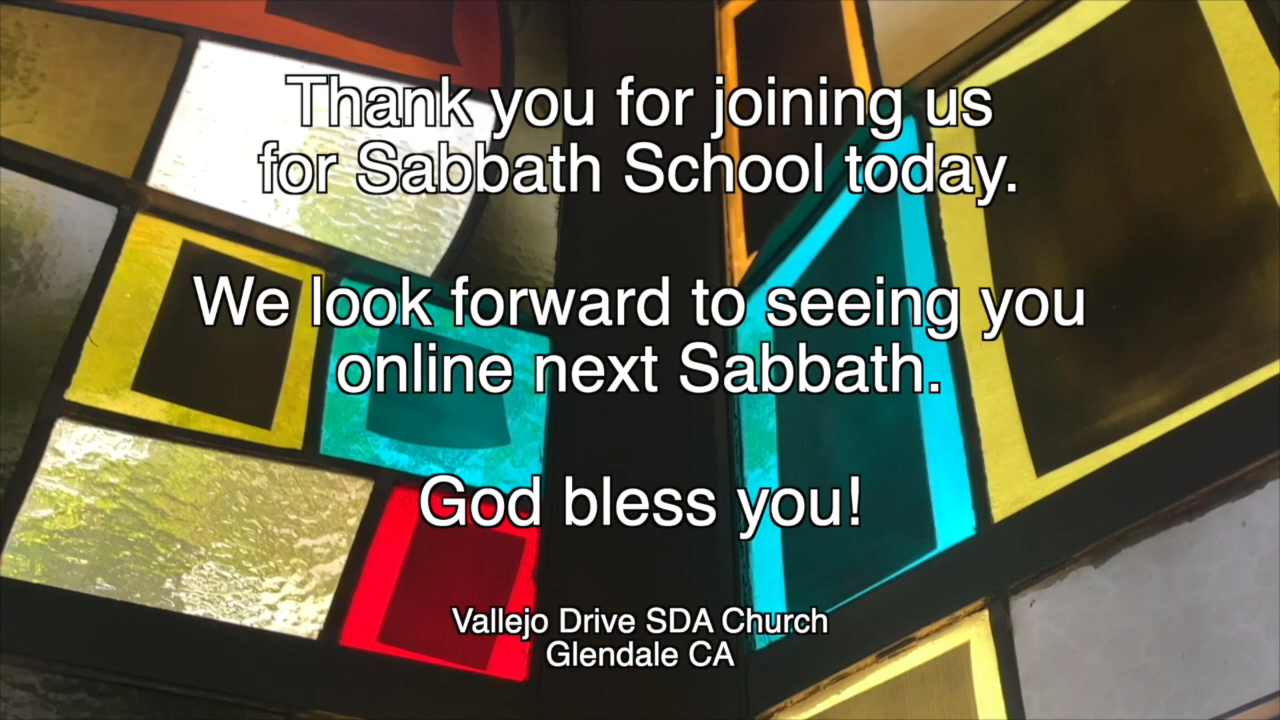 Thank you for joining us
for Sabbath School today.
We look forward to seeing you
online next Sabbath.
God bless you!
Vallejo Drive SDA Church
Glendale CA